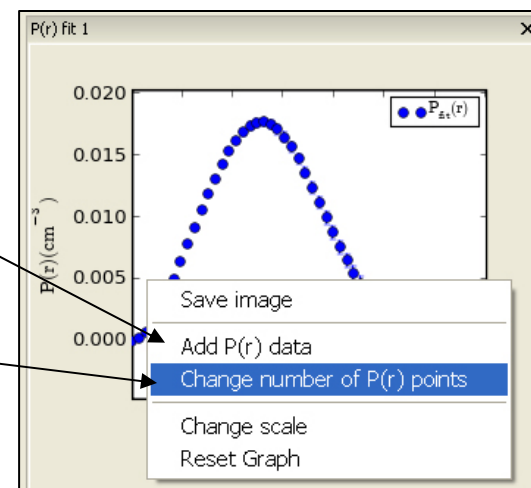 P(r) fit 1
0.020
P_fit(r)
0.015
0.010
P(r)(cm⁻³)
0.005
0.000
Save image
Add P(r) data
Change number of P(r) points
Change scale
Reset Graph